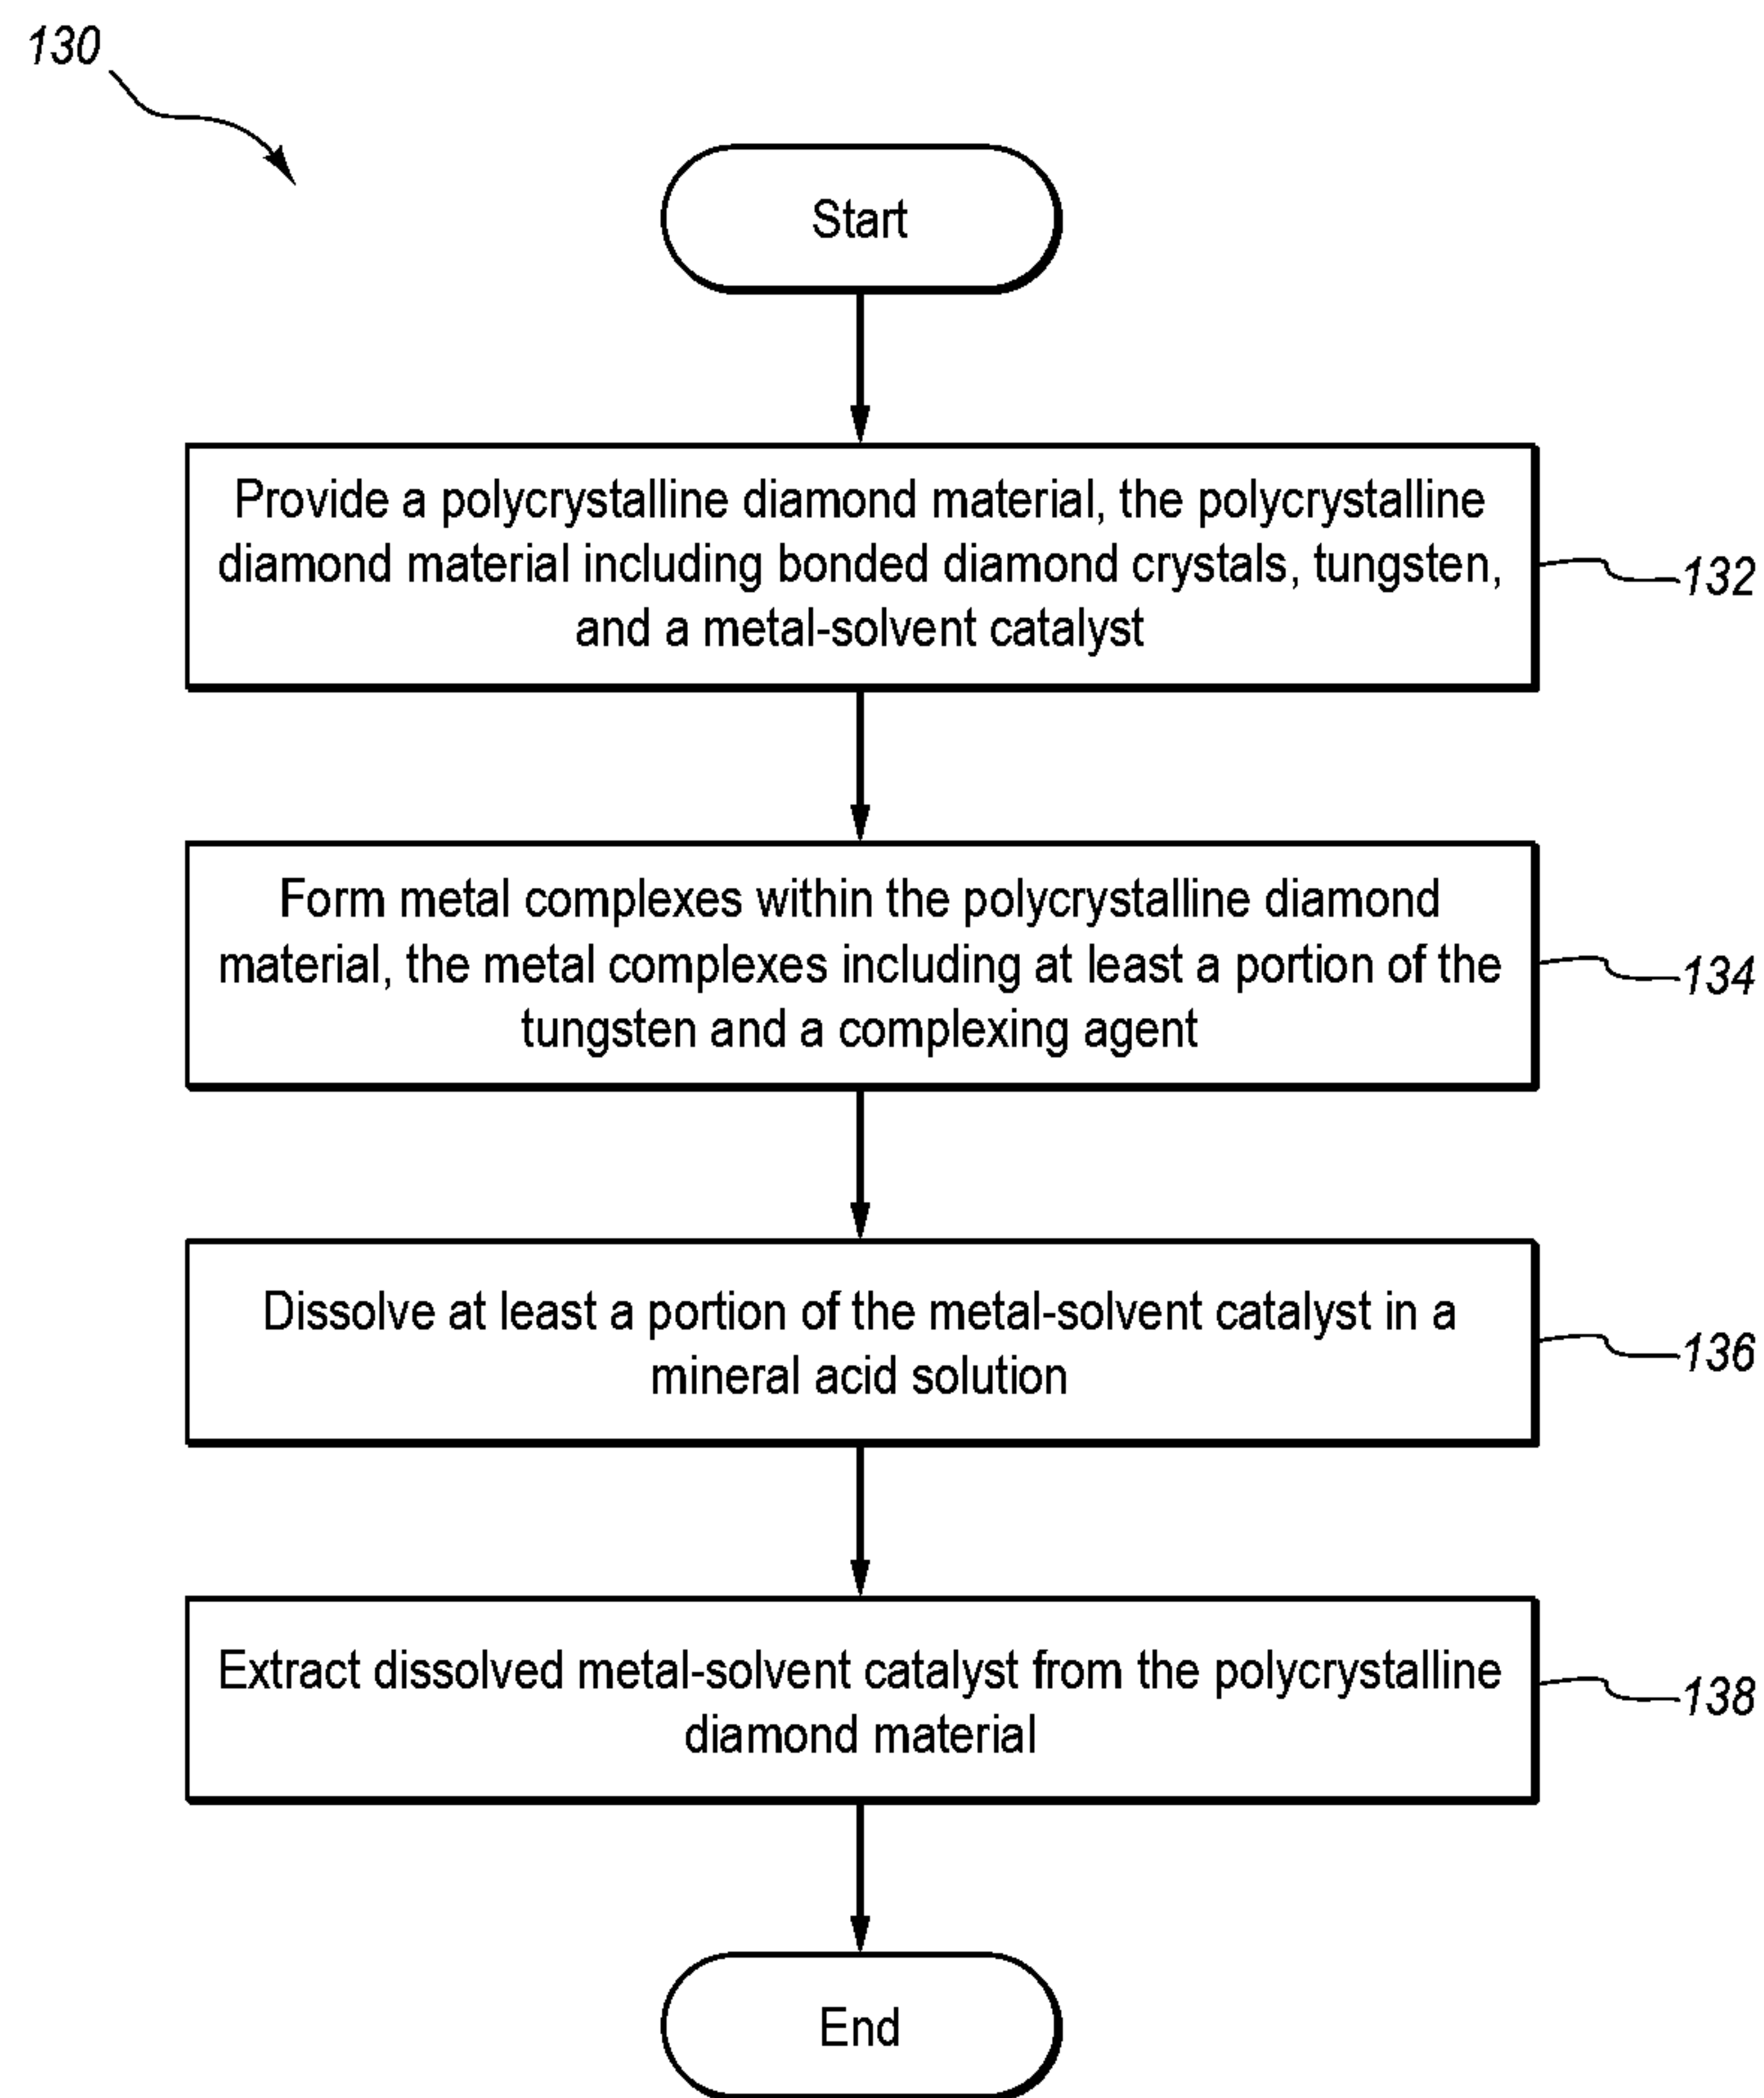 130
Start
Provide a polycrystalline diamond material, the polycrystalline
diamond material including bonded diamond crystals, tungsten,
and a metal-solvent catalyst
132
Form metal complexes within the polycrystalline diamond
material, the metal complexes including at least a portion of the
tungsten and a complexing agent
134
Dissolve at least a portion of the metal-solvent catalyst in a
mineral acid solution
136
Extract dissolved metal-solvent catalyst from the polycrystalline
diamond material
138
End